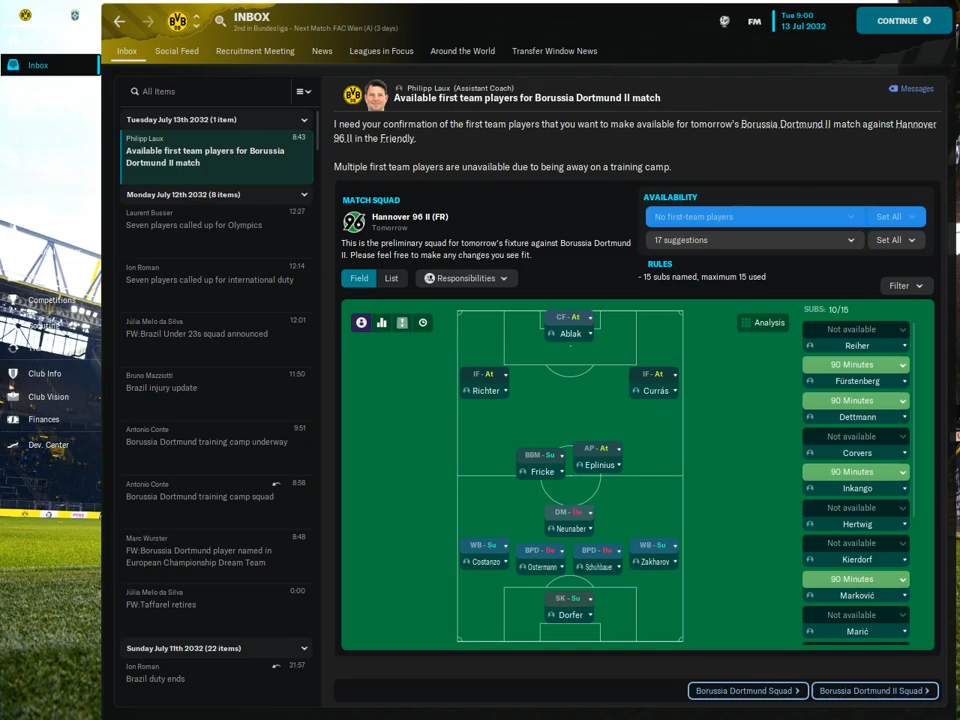 INBOX
2nd in Bundesliga - Next Match: FAC Wien (A) (3 days)
FM
Tue 9:00
13 Jul 2032
CONTINUE
Inbox
Social Feed
Recruitment Meeting
News
Leagues in Focus
Around the World
Transfer Window News
Inbox
Competitions
Club Info
Club Vision
Finances
Dev. Center
All Items
Tuesday July 13th 2032 (1 item)
Philipp Laux
8:43
Available first team players for Borussia
Dortmund II match
Monday July 12th 2032 (8 items)
Laurent Busser
12:27
Seven players called up for Olympics
Ion Roman
12:14
Seven players called up for international duty
Júlia Melo da Silva
12:01
FW:Brazil Under 23s squad announced
Bruno Mazziotti
11:50
Brazil injury update
Antonio Conte
9:51
Borussia Dortmund training camp underway
Antonio Conte
8:58
Borussia Dortmund training camp squad
Marc Wurster
8:48
FW:Borussia Dortmund player named in
European Championship Dream Team
Júlia Melo da Silva
0:00
FW:Taffarel retires
Sunday July 11th 2032 (22 items)
Ion Roman
21:57
Brazil duty ends
Philipp Laux (Assistant Coach)
Available first team players for Borussia Dortmund II match
Messages
I need your confirmation of the first team players that you want to make available for tomorrow's Borussia Dortmund II match against Hannover
96 II in the Friendly.
Multiple first team players are unavailable due to being away on a training camp.
MATCH SQUAD
Hannover 96 II (FR)
Tomorrow
This is the preliminary squad for tomorrow's fixture against Borussia Dortmund
II. Please feel free to make any changes you see fit.
AVAILABILITY
No first-team players
Set All
17 suggestions
Set All
RULES
- 15 subs named, maximum 15 used
Field
List
Responsibilities
Filter
Analysis
CF - At
Ablak
IF - At
Richter
IF - At
Currás
BBM - Su
Fricke
AP - At
Eplinius
DM - De
Neunaber
WB - Su
Costanzo
BPD - De
Ostermann
BPD - De
Schuhbaue
WB - Su
Zakharov
SK - Su
Dorfer
SUBS: 10/15
Not available
Reiher
90 Minutes
Fürstenberg
90 Minutes
Dettmann
Not available
Corvers
90 Minutes
Inkango
Not available
Hertwig
Not available
Kierdorf
90 Minutes
Marković
Not available
Marić
Borussia Dortmund Squad
Borussia Dortmund II Squad